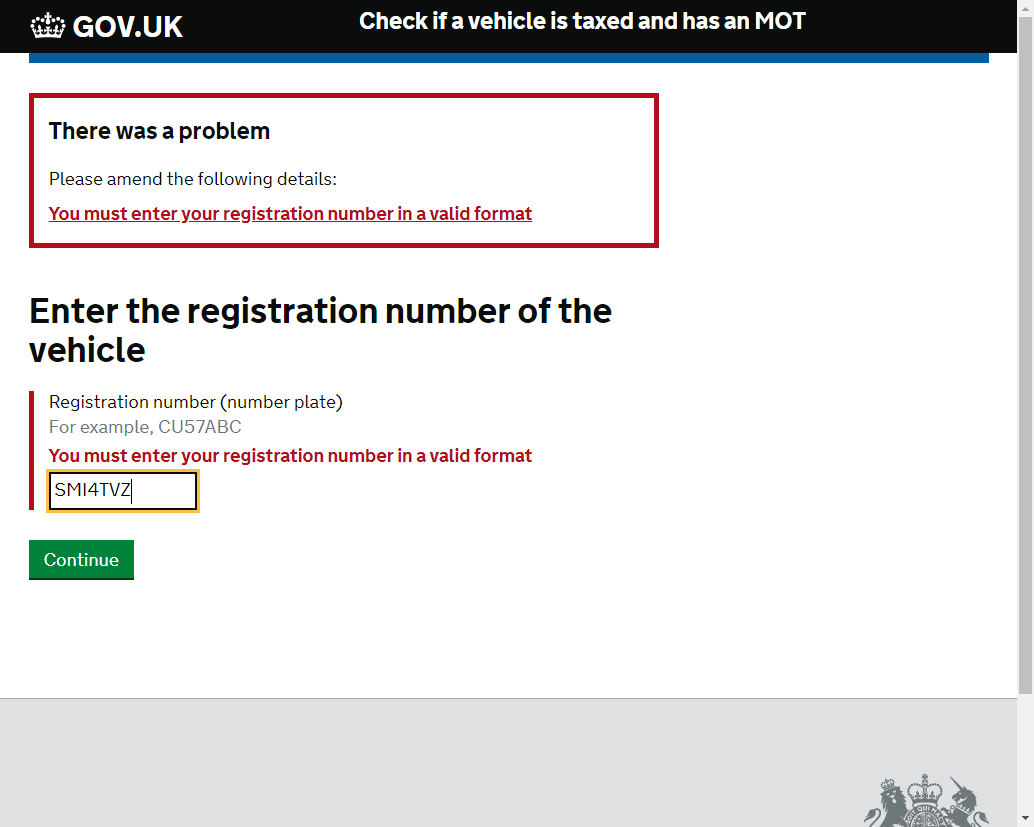 GOV.UK
Check if a vehicle is taxed and has an MOT
There was a problem
Please amend the following details:
You must enter your registration number in a valid format
Enter the registration number of the
vehicle
Registration number (number plate)
For example, CU57ABC
You must enter your registration number in a valid format
SMI4TVZ
Continue